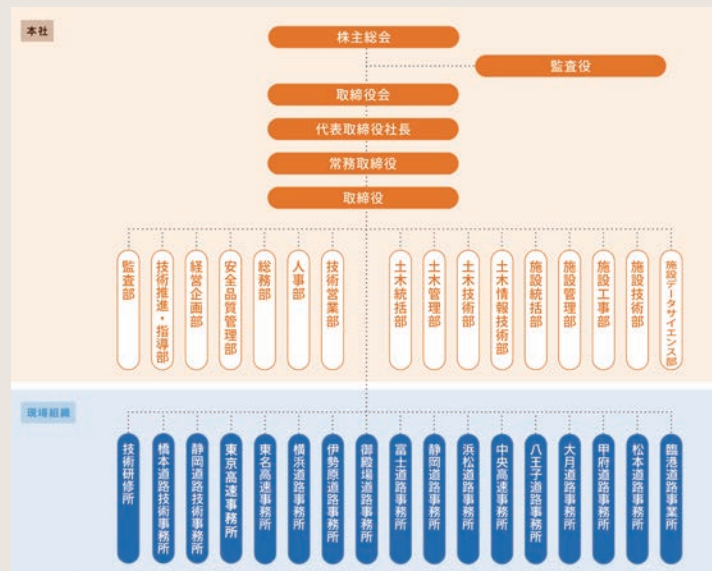 本社
株主総会
監査役
取締役会
代表取締役社長
常務取締役
取締役
監査部
技術推進・指導部
経営企画部
安全品質管理部
総務部
人事部
技術営業部
土木統括部
土木管理部
土木技術部
土木情報技術部
施設統括部
施設管理部
施設工事部
施設技術部
施設データサイエンス部
現場組織
技術研修所
橋本道路技術事務所
静岡道路技術事務所
東京高速事務所
東名高速事務所
横浜道路事務所
伊勢原道路事務所
御殿場道路事務所
富士道路事務所
静岡道路事務所
浜松道路事務所
中央高速事務所
八王子道路事務所
大月道路事務所
甲府道路事務所
松本道路事務所
臨港道路事業所